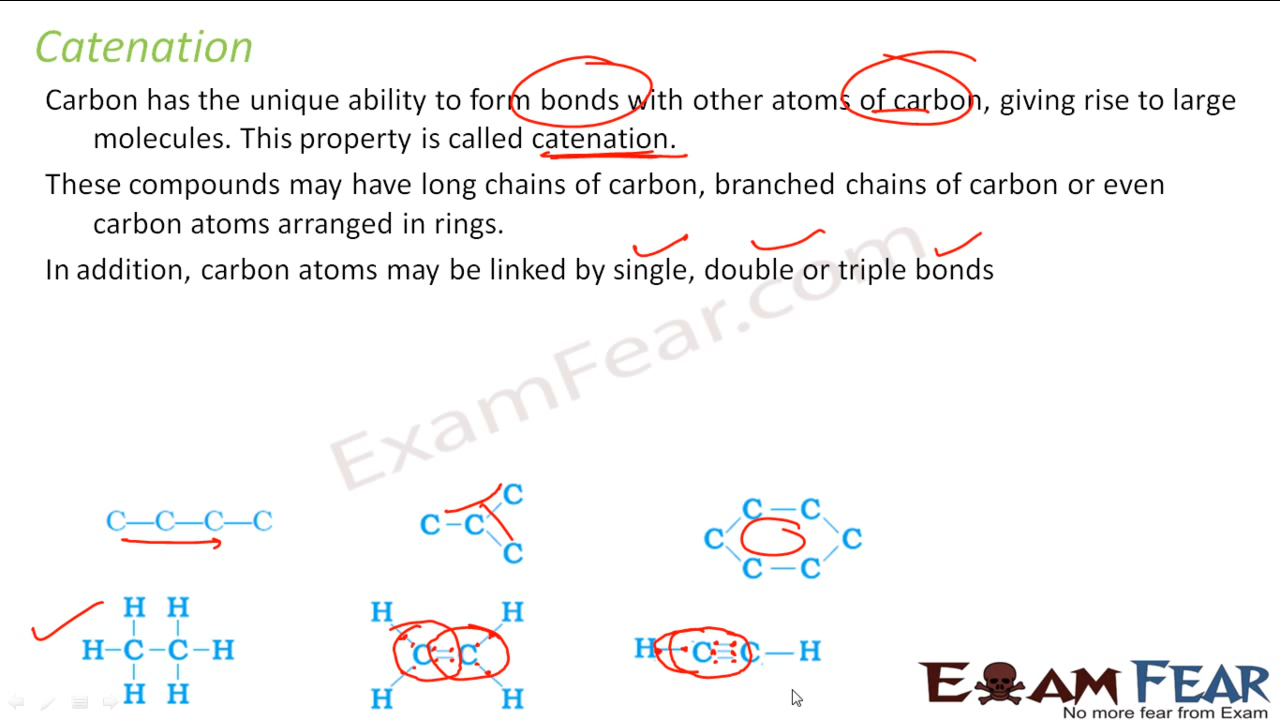 Catenation
Carbon has the unique ability to form bonds with other atoms of carbon, giving rise to large
molecules. This property is called catenation.
These compounds may have long chains of carbon, branched chains of carbon or even
carbon atoms arranged in rings.
In addition, carbon atoms may be linked by single, double or triple bonds
ExamFear.com
C—C—C—C
C
C–C
C
C—C
C C
C—C
H H
H–C–C–H
H H
H H
C=C
H H
H—C≡C—H
EXAM FEAR
No more fear from Exam